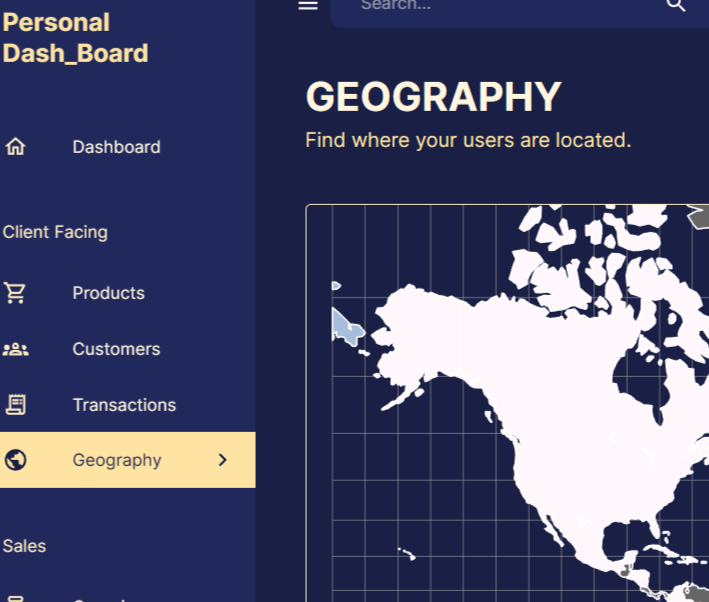 Personal
Dash_Board
Dashboard
Client Facing
Products
Customers
Transactions
Geography
Sales
Search...
GEOGRAPHY
Find where your users are located.